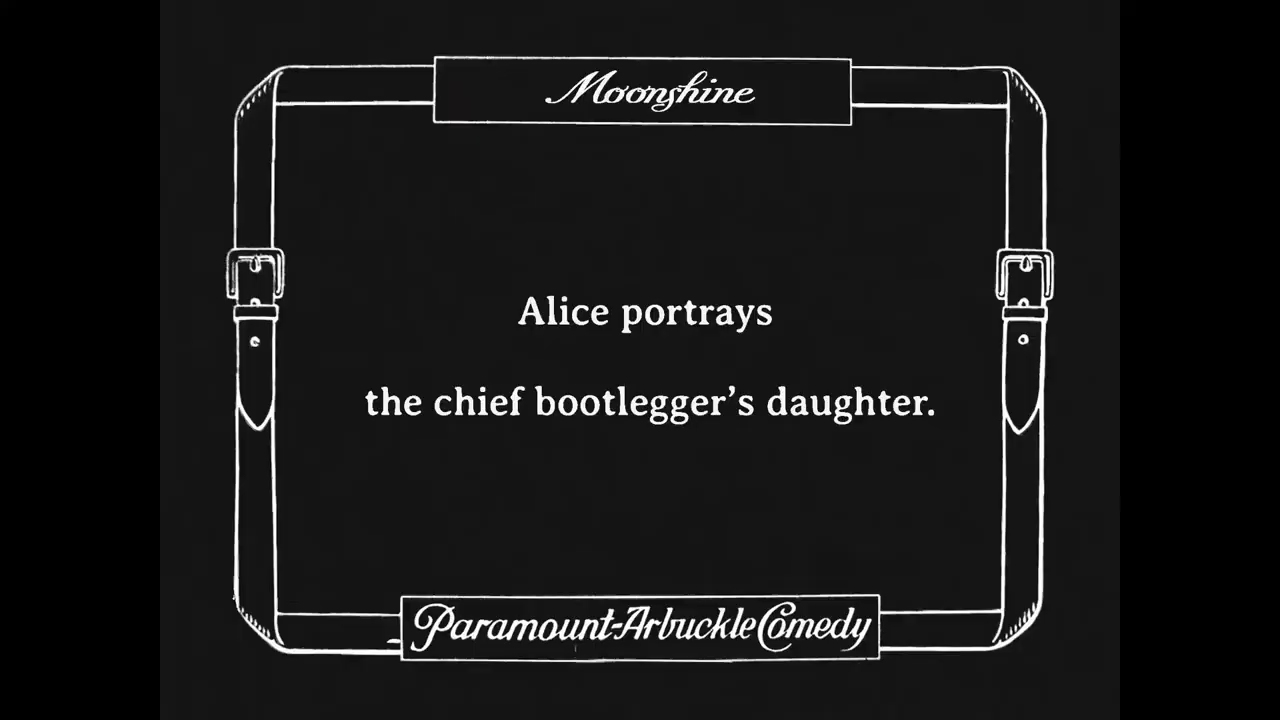 Moonshine
Alice portrays
the chief bootlegger's daughter.
Paramount-Arbuckle Comedy